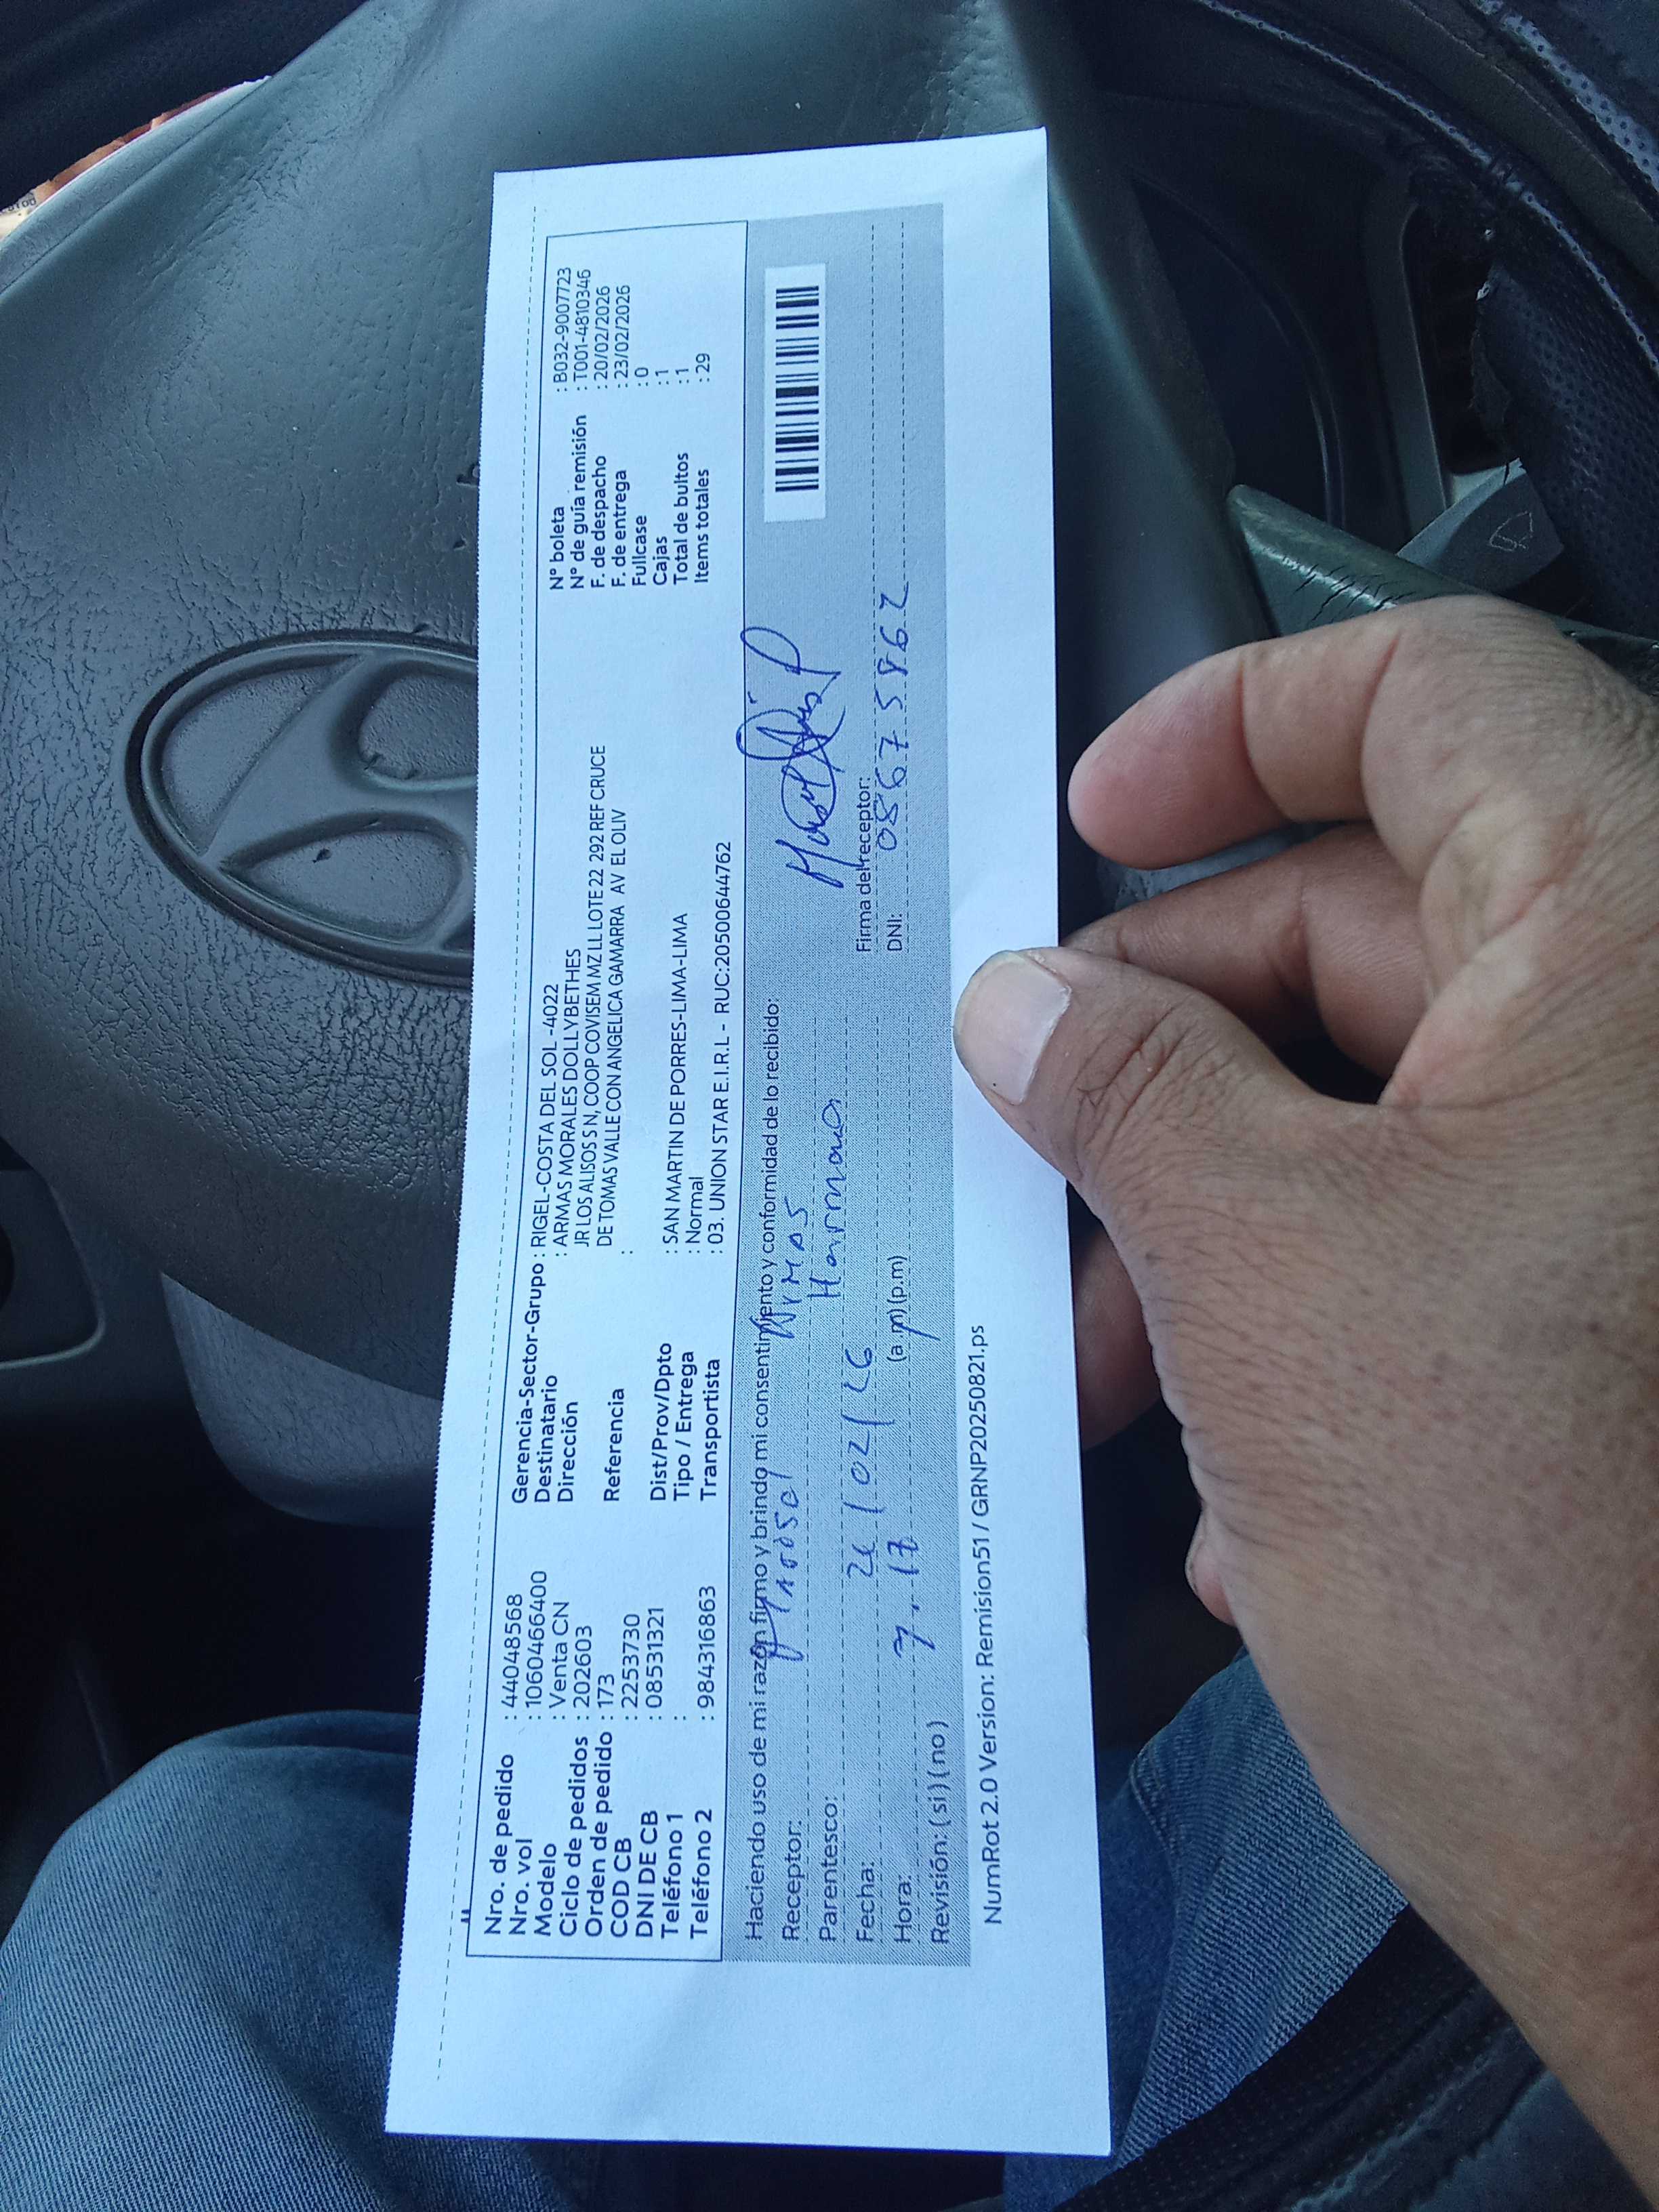 Nro. de pedido : 44048568
Nro. vol : 1060466400
Modelo : Venta CN
Ciclo de pedidos : 202603
Orden de pedido : 173
COD CB : 2253730
DNI DE CB : 08531321
Teléfono 1 :
Teléfono 2 : 984316863
Gerencia-Sector-Grupo : RIGEL-COSTA DEL SOL -4022
Destinatario : ARMAS MORALES DOLLYBETHES
Dirección JR LOS ALISOS S N, COOP COVISEM MZ LL LOTE 22 292 REF CRUCE
DE TOMAS VALLE CON ANGELICA GAMARRA AV EL OLIV
Referencia :
Dist/Prov/Dpto : SAN MARTIN DE PORRES-LIMA-LIMA
Tipo / Entrega : Normal
Transportista : 03. UNION STAR E.I.R.L - RUC:20500644762
N° boleta : B032-9007723
N° de guía remisión : T001-4810346
F. de despacho : 20/02/2026
F. de entrega : 23/02/2026
Fullcase : 0
Cajas : 1
Total de bultos : 1
Items totales : 29
Haciendo uso de mi razón firmo y brindo mi consentimiento y conformidad de lo recibido:
Receptor: Armas
Parentesco: Hermana
Firma del receptor:
Fecha: /02/26
DNI: 08675862
Hora: 7.17 (a.m) (p.m)
Revisión: (si) (no)
NumRot 2.0 Version: Remision51 / GRNP20250821.ps